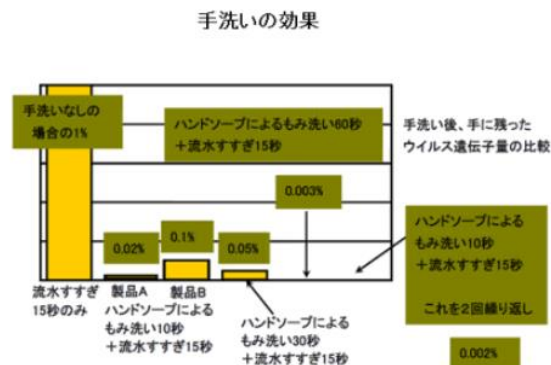 手洗いの効果
手洗いなしの
場合の1%
ハンドソープによるもみ洗い60秒
＋流水すすぎ15秒
手洗い後、手に残った
ウイルス遺伝子量の比較
0.003%
0.02%
0.1%
0.05%
ハンドソープによる
もみ洗い10秒
＋流水すすぎ15秒
これを２回繰り返し
0.002%
流水すすぎ
15秒のみ
製品A
製品B
ハンドソープによる
もみ洗い10秒
＋流水すすぎ15秒
ハンドソープによる
もみ洗い30秒
＋流水すすぎ15秒